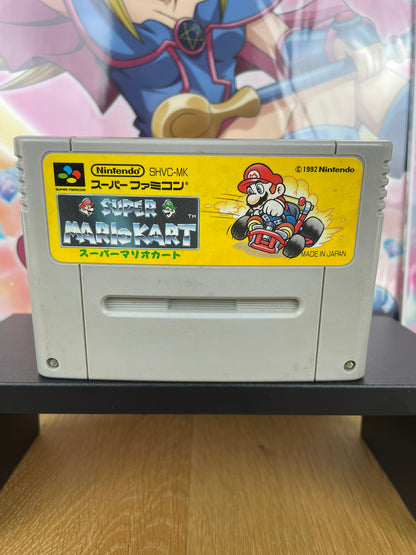 SUPER FAMICOM
Nintendo SHVC-MK
スーパーファミコン®
SUPER
MARIO KART ™
スーパーマリオカート
©1992 Nintendo
MADE IN JAPAN